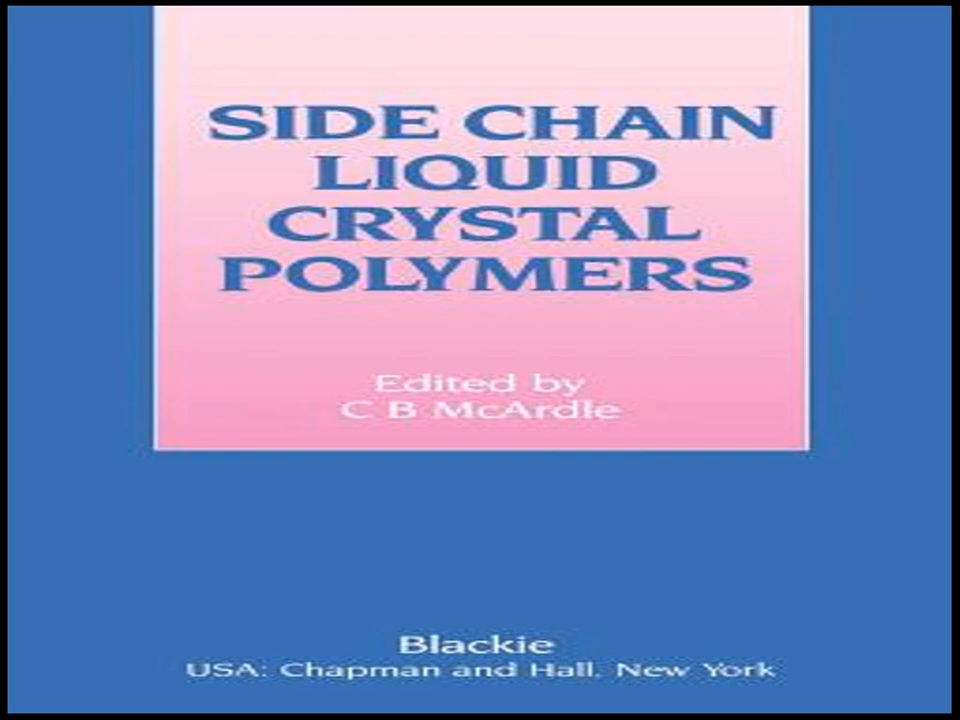 SIDE CHAIN
LIQUID
CRYSTAL
POLYMERS
Edited by
C B McArdle
Blackie
USA: Chapman and Hall, New York